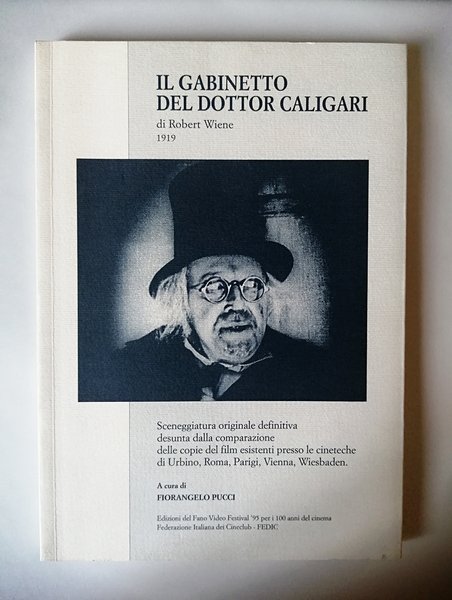 IL GABINETTO
DEL DOTTOR CALIGARI
di Robert Wiene
1919
Sceneggiatura originale definitiva
desunta dalla comparazione
delle copie del film esistenti presso le cineteche
di Urbino, Roma, Parigi, Vienna, Wiesbaden.
A cura di
FIORANGELO PUCCI
Edizioni del Fano Video Festival '95 per i 100 anni del cinema
Federazione Italiana dei Cineclub - FEDIC